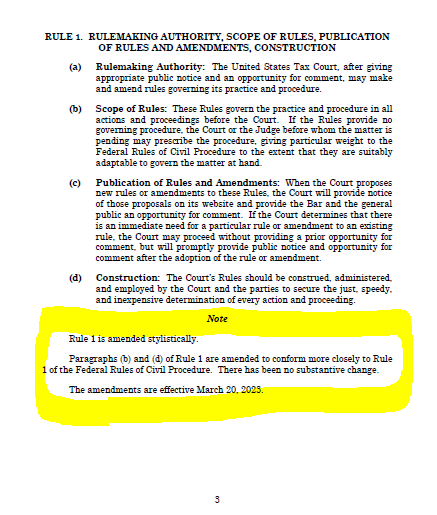 RULE 1. RULEMAKING AUTHORITY, SCOPE OF RULES, PUBLICATION
OF RULES AND AMENDMENTS, CONSTRUCTION
(a) Rulemaking Authority: The United States Tax Court, after giving
appropriate public notice and an opportunity for comment, may make
and amend rules governing its practice and procedure.
(b) Scope of Rules: These Rules govern the practice and procedure in all
actions and proceedings before the Court. If the Rules provide no
governing procedure, the Court or the Judge before whom the matter is
pending may prescribe the procedure, giving particular weight to the
Federal Rules of Civil Procedure to the extent that they are suitably
adaptable to govern the matter at hand.
(c) Publication of Rules and Amendments: When the Court proposes
new rules or amendments to these Rules, the Court will provide notice
of those proposals on its website and provide the Bar and the general
public an opportunity for comment. If the Court determines that there
is an immediate need for a particular rule or amendment to an existing
rule, the Court may proceed without providing a prior opportunity for
comment, but will promptly provide public notice and opportunity for
comment after the adoption of the rule or amendment.
(d) Construction: The Court's Rules should be construed, administered,
and employed by the Court and the parties to secure the just, speedy,
and inexpensive determination of every action and proceeding.
Note
Rule 1 is amended stylistically.
Paragraphs (b) and (d) of Rule 1 are amended to conform more closely to Rule
1 of the Federal Rules of Civil Procedure. There has been no substantive change.
The amendments are effective March 20, 2023.
3